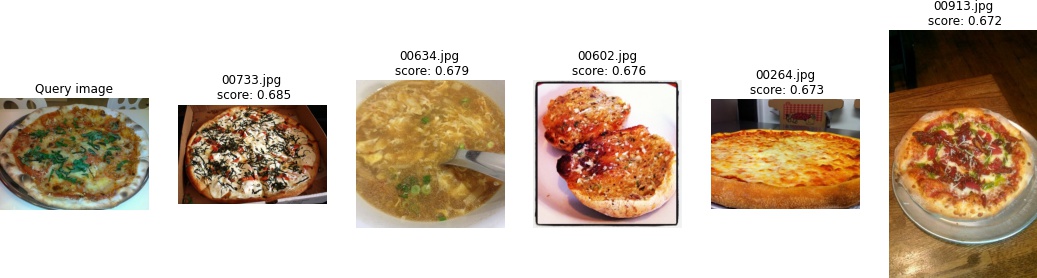 Query image
00733.jpg
score: 0.685
00634.jpg
score: 0.679
00602.jpg
score: 0.676
00264.jpg
score: 0.673
00913.jpg
score: 0.672